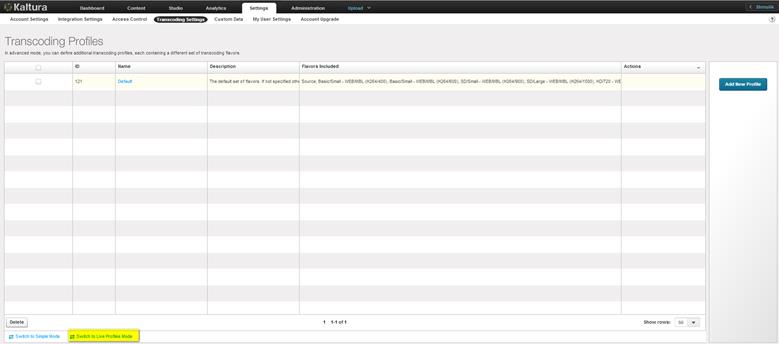 Kaltura Dashboard Content Studio Analytics Settings Administration Upload Shmulik
Account Settings Integration Settings Access Control Transcoding Settings Custom Data My User Settings Account Upgrade ?
Transcoding Profiles
In advanced mode, you can define additional transcoding profiles, each containing a different set of transcoding flavors.
ID Name Description Flavors Included Actions
121 Default The default set of flavors. If not specified othe Source, Basic/Small - WEB/MBL (H264/400), Basic/Small - WEB/MBL (H264/600), SD/Small - WEB/MBL (H264/900), SD/Large - WEB/MBL (H264/1500), HD/720 - WE
Add New Profile
Delete 1 1-1 of 1 Show rows: 50
Switch to Simple Mode Switch to Live Profiles Mode